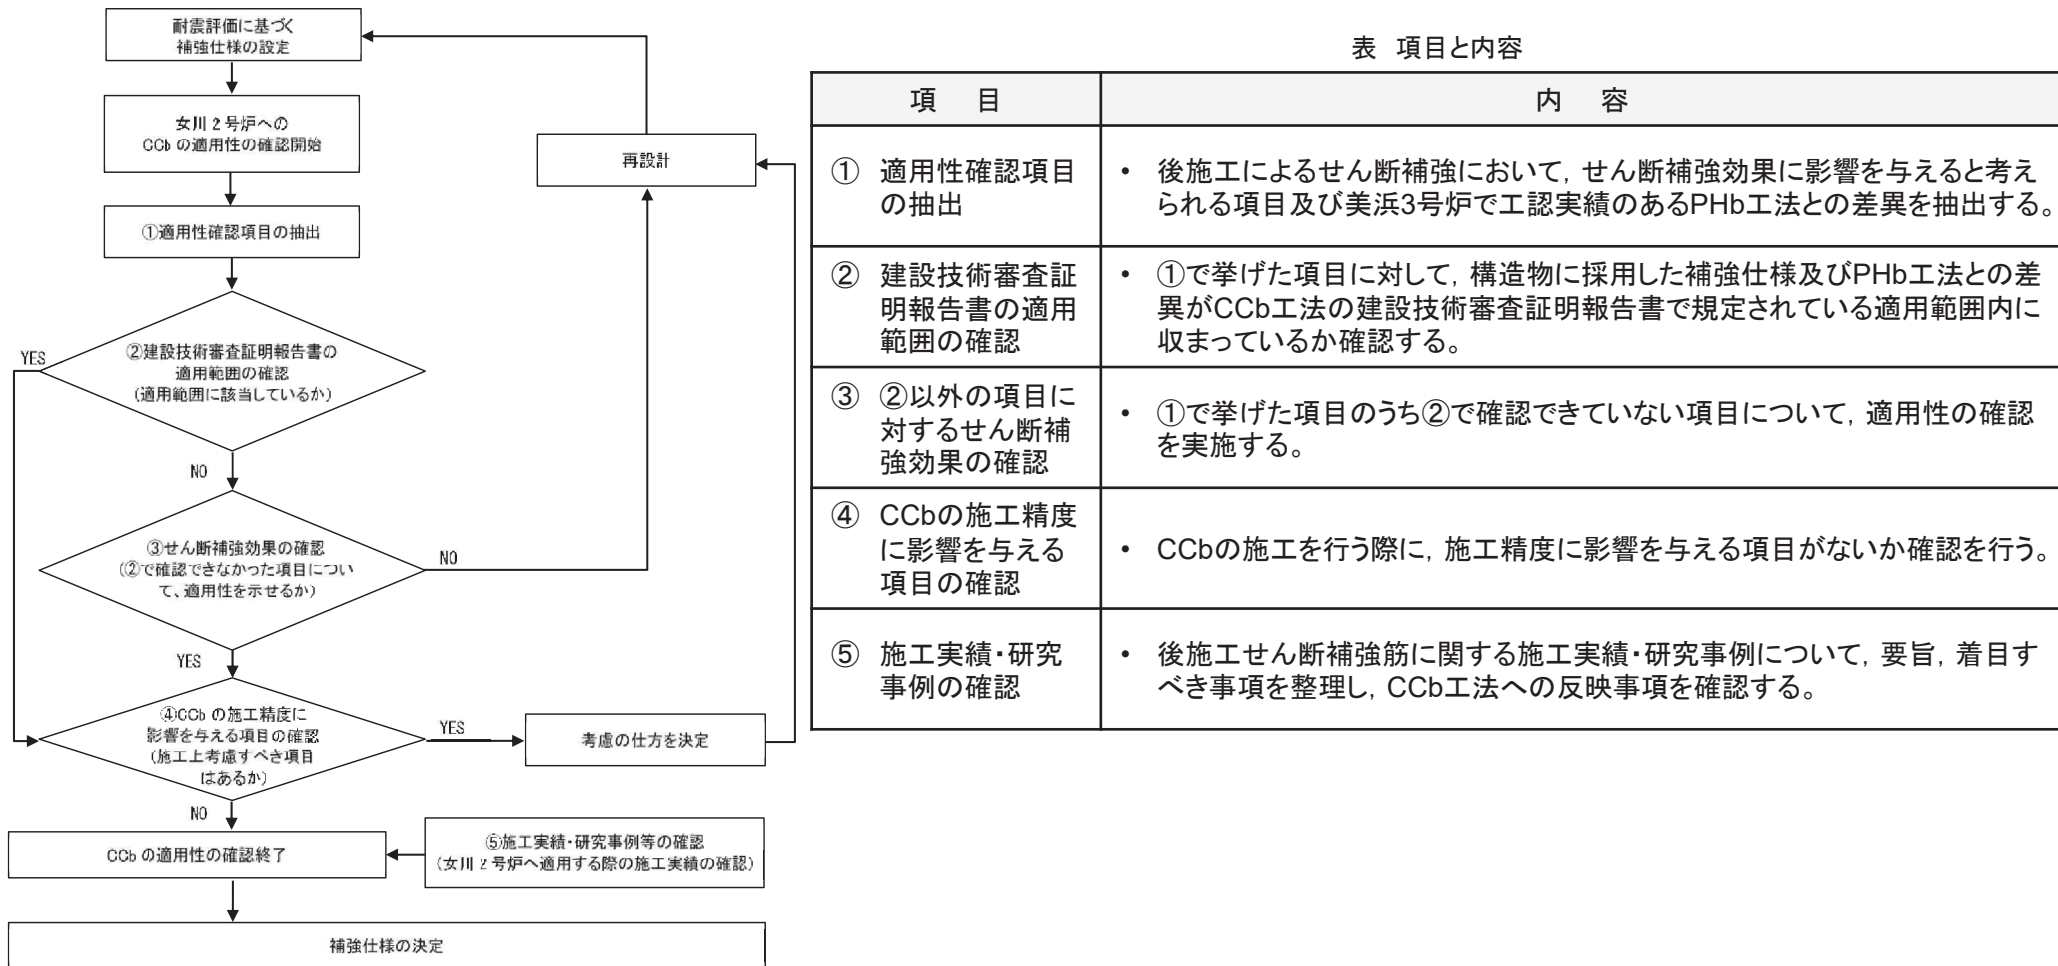 耐震評価に基づく
補強仕様の設定
女川２号炉への
CCb の適用性の確認開始
①適用性確認項目の抽出
②建設技術審査証明報告書の
適用範囲の確認
(適用範囲に該当しているか)
YES
NO
③せん断補強効果の確認
(②で確認できなかった項目につい
て、適用性を示せるか)
NO
YES
再設計
④CCb の施工精度に
影響を与える項目の確認
(施工上考慮すべき項目
はあるか)
YES
考慮の仕方を決定
NO
CCb の適用性の確認終了
⑤施工実績・研究事例等の確認
(女川２号炉へ適用する際の施工実績の確認)
補強仕様の決定
表 項目と内容
項 目
内 容
① 適用性確認項目
の抽出
• 後施工によるせん断補強において，せん断補強効果に影響を与えると考え
られる項目及び美浜3号炉で工認実績のあるPHb工法との差異を抽出する。
② 建設技術審査証
明報告書の適用
範囲の確認
• ①で挙げた項目に対して，構造物に採用した補強仕様及びPHb工法との差
異がCCb工法の建設技術審査証明報告書で規定されている適用範囲内に
収まっているか確認する。
③ ②以外の項目に
対するせん断補
強効果の確認
• ①で挙げた項目のうち②で確認できていない項目について，適用性の確認
を実施する。
④ CCbの施工精度
に影響を与える
項目の確認
• CCbの施工を行う際に，施工精度に影響を与える項目がないか確認を行う。
⑤ 施工実績・研究
事例の確認
• 後施工せん断補強筋に関する施工実績・研究事例について，要旨，着目す
べき事項を整理し，CCb工法への反映事項を確認する。